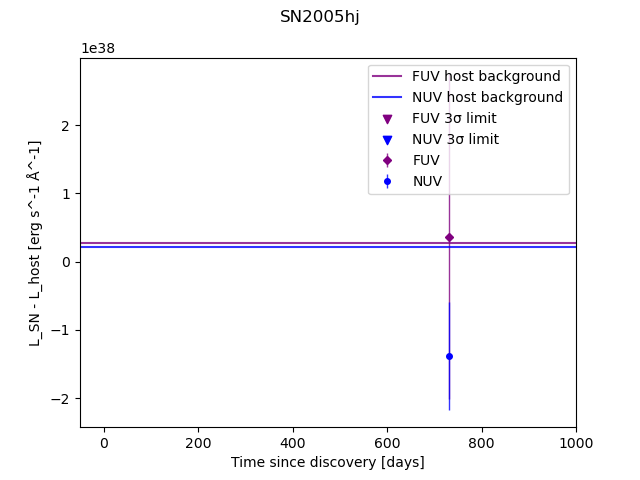 SN2005hj
1e38
FUV host background
NUV host background
FUV 3σ limit
NUV 3σ limit
FUV
NUV
2
1
0
−1
−2
L_SN - L_host [erg s^-1 Å^-1]
0 200 400 600 800 1000
Time since discovery [days]